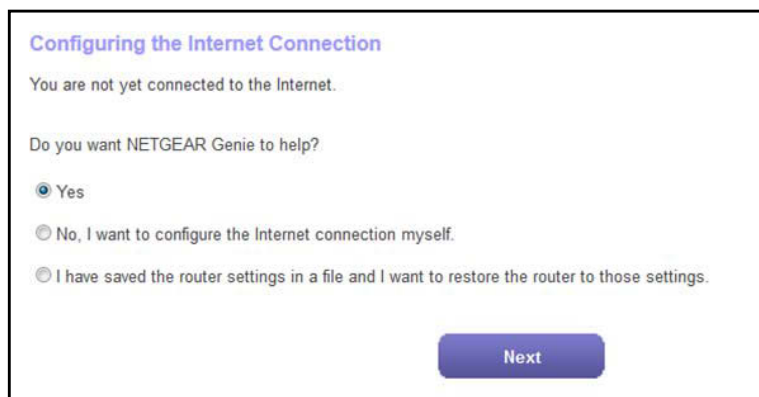 Configuring the Internet Connection
You are not yet connected to the Internet.
Do you want NETGEAR Genie to help?
Yes
No, I want to configure the Internet connection myself.
I have saved the router settings in a file and I want to restore the router to those settings.
Next